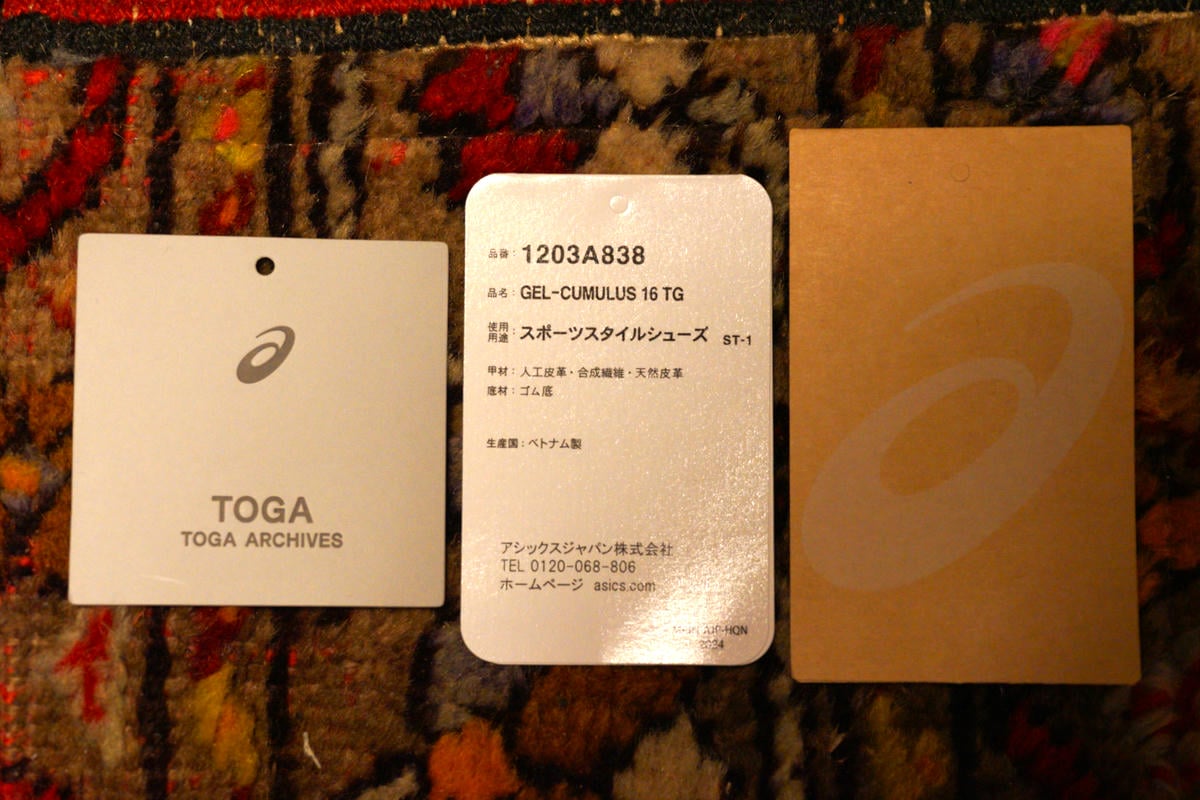 TOGA
TOGA ARCHIVES
品番： 1203A838
品名： GEL-CUMULUS 16 TG
使用用途： スポーツスタイルシューズ ST-1
甲材： 人工皮革・合成繊維・天然皮革
底材： ゴム底
生産国： ベトナム製
アシックスジャパン株式会社
TEL 0120-068-806
ホームページ asics.com
2024